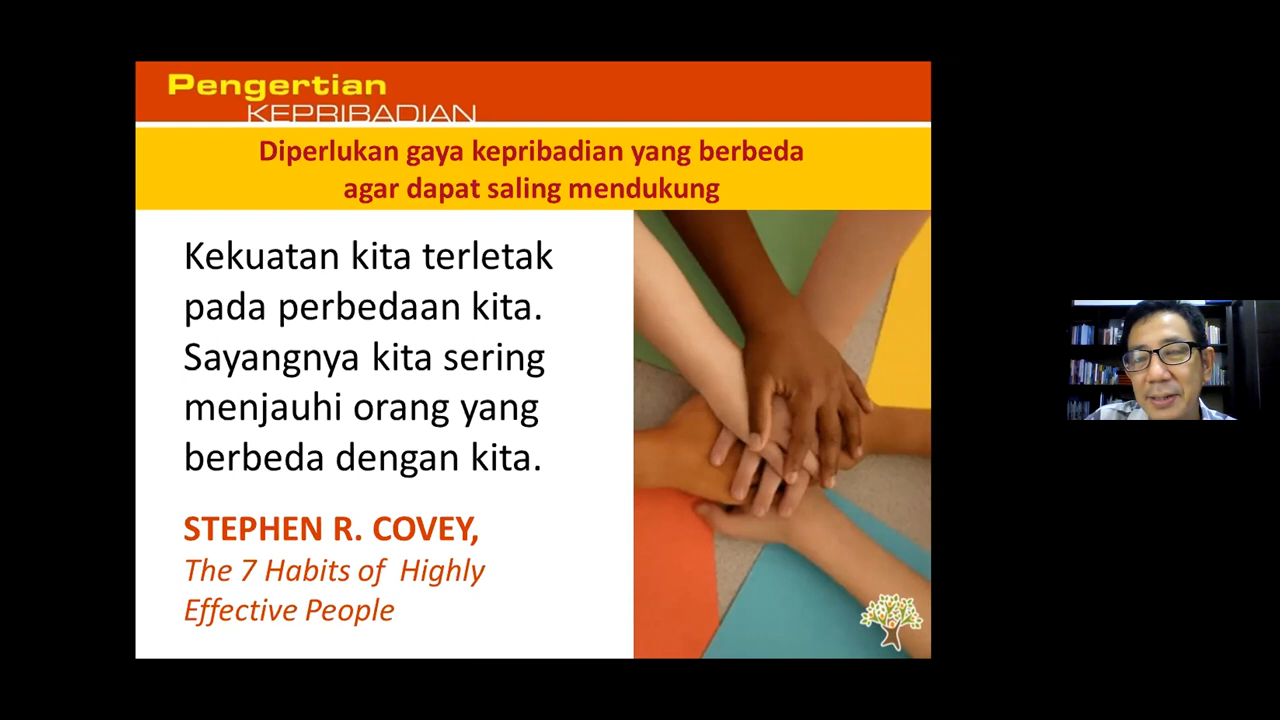 Pengertian
KEPRIBADIAN
Diperlukan gaya kepribadian yang berbeda
agar dapat saling mendukung
Kekuatan kita terletak
pada perbedaan kita.
Sayangnya kita sering
menjauhi orang yang
berbeda dengan kita.
STEPHEN R. COVEY,
The 7 Habits of Highly
Effective People